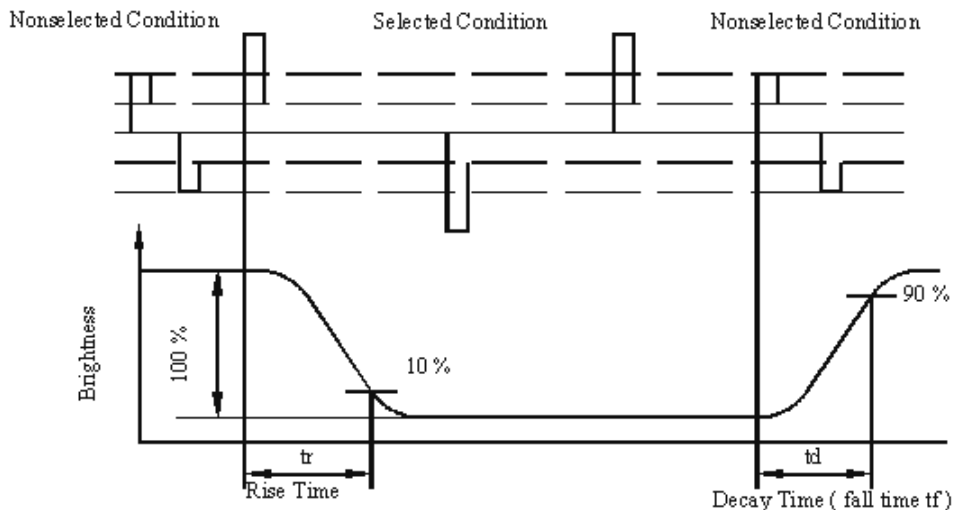 Nonselected Condition
Selected Condition
Nonselected Condition
Brightness
100 %
10 %
90 %
tr
Rise Time
td
Decay Time ( fall time tf )